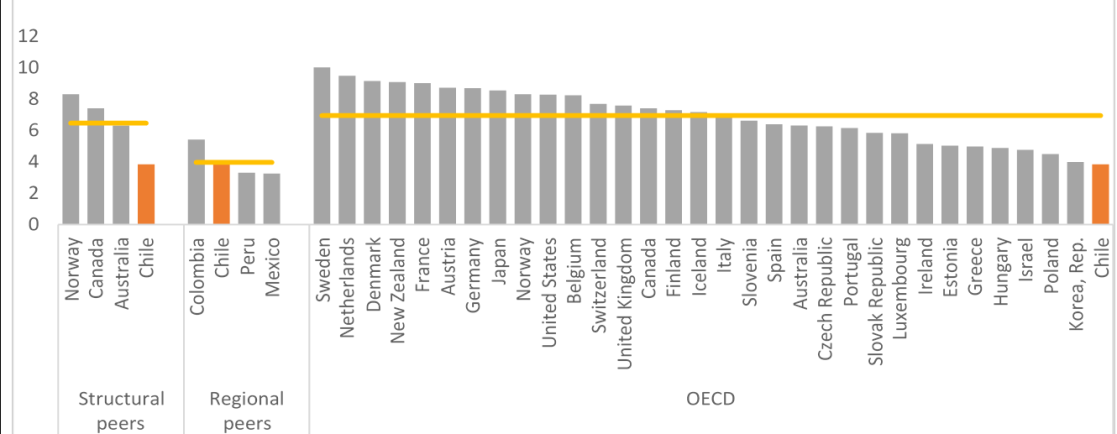 12
10
8
6
4
2
0
Norway
Canada
Australia
Chile
Colombia
Chile
Peru
Mexico
Sweden
Netherlands
Denmark
New Zealand
France
Austria
Germany
Japan
Norway
United States
Belgium
Switzerland
United Kingdom
Canada
Finland
Iceland
Italy
Slovenia
Spain
Australia
Czech Republic
Portugal
Slovak Republic
Luxembourg
Ireland
Estonia
Greece
Hungary
Israel
Poland
Korea, Rep.
Chile
Structural
peers
Regional
peers
OECD